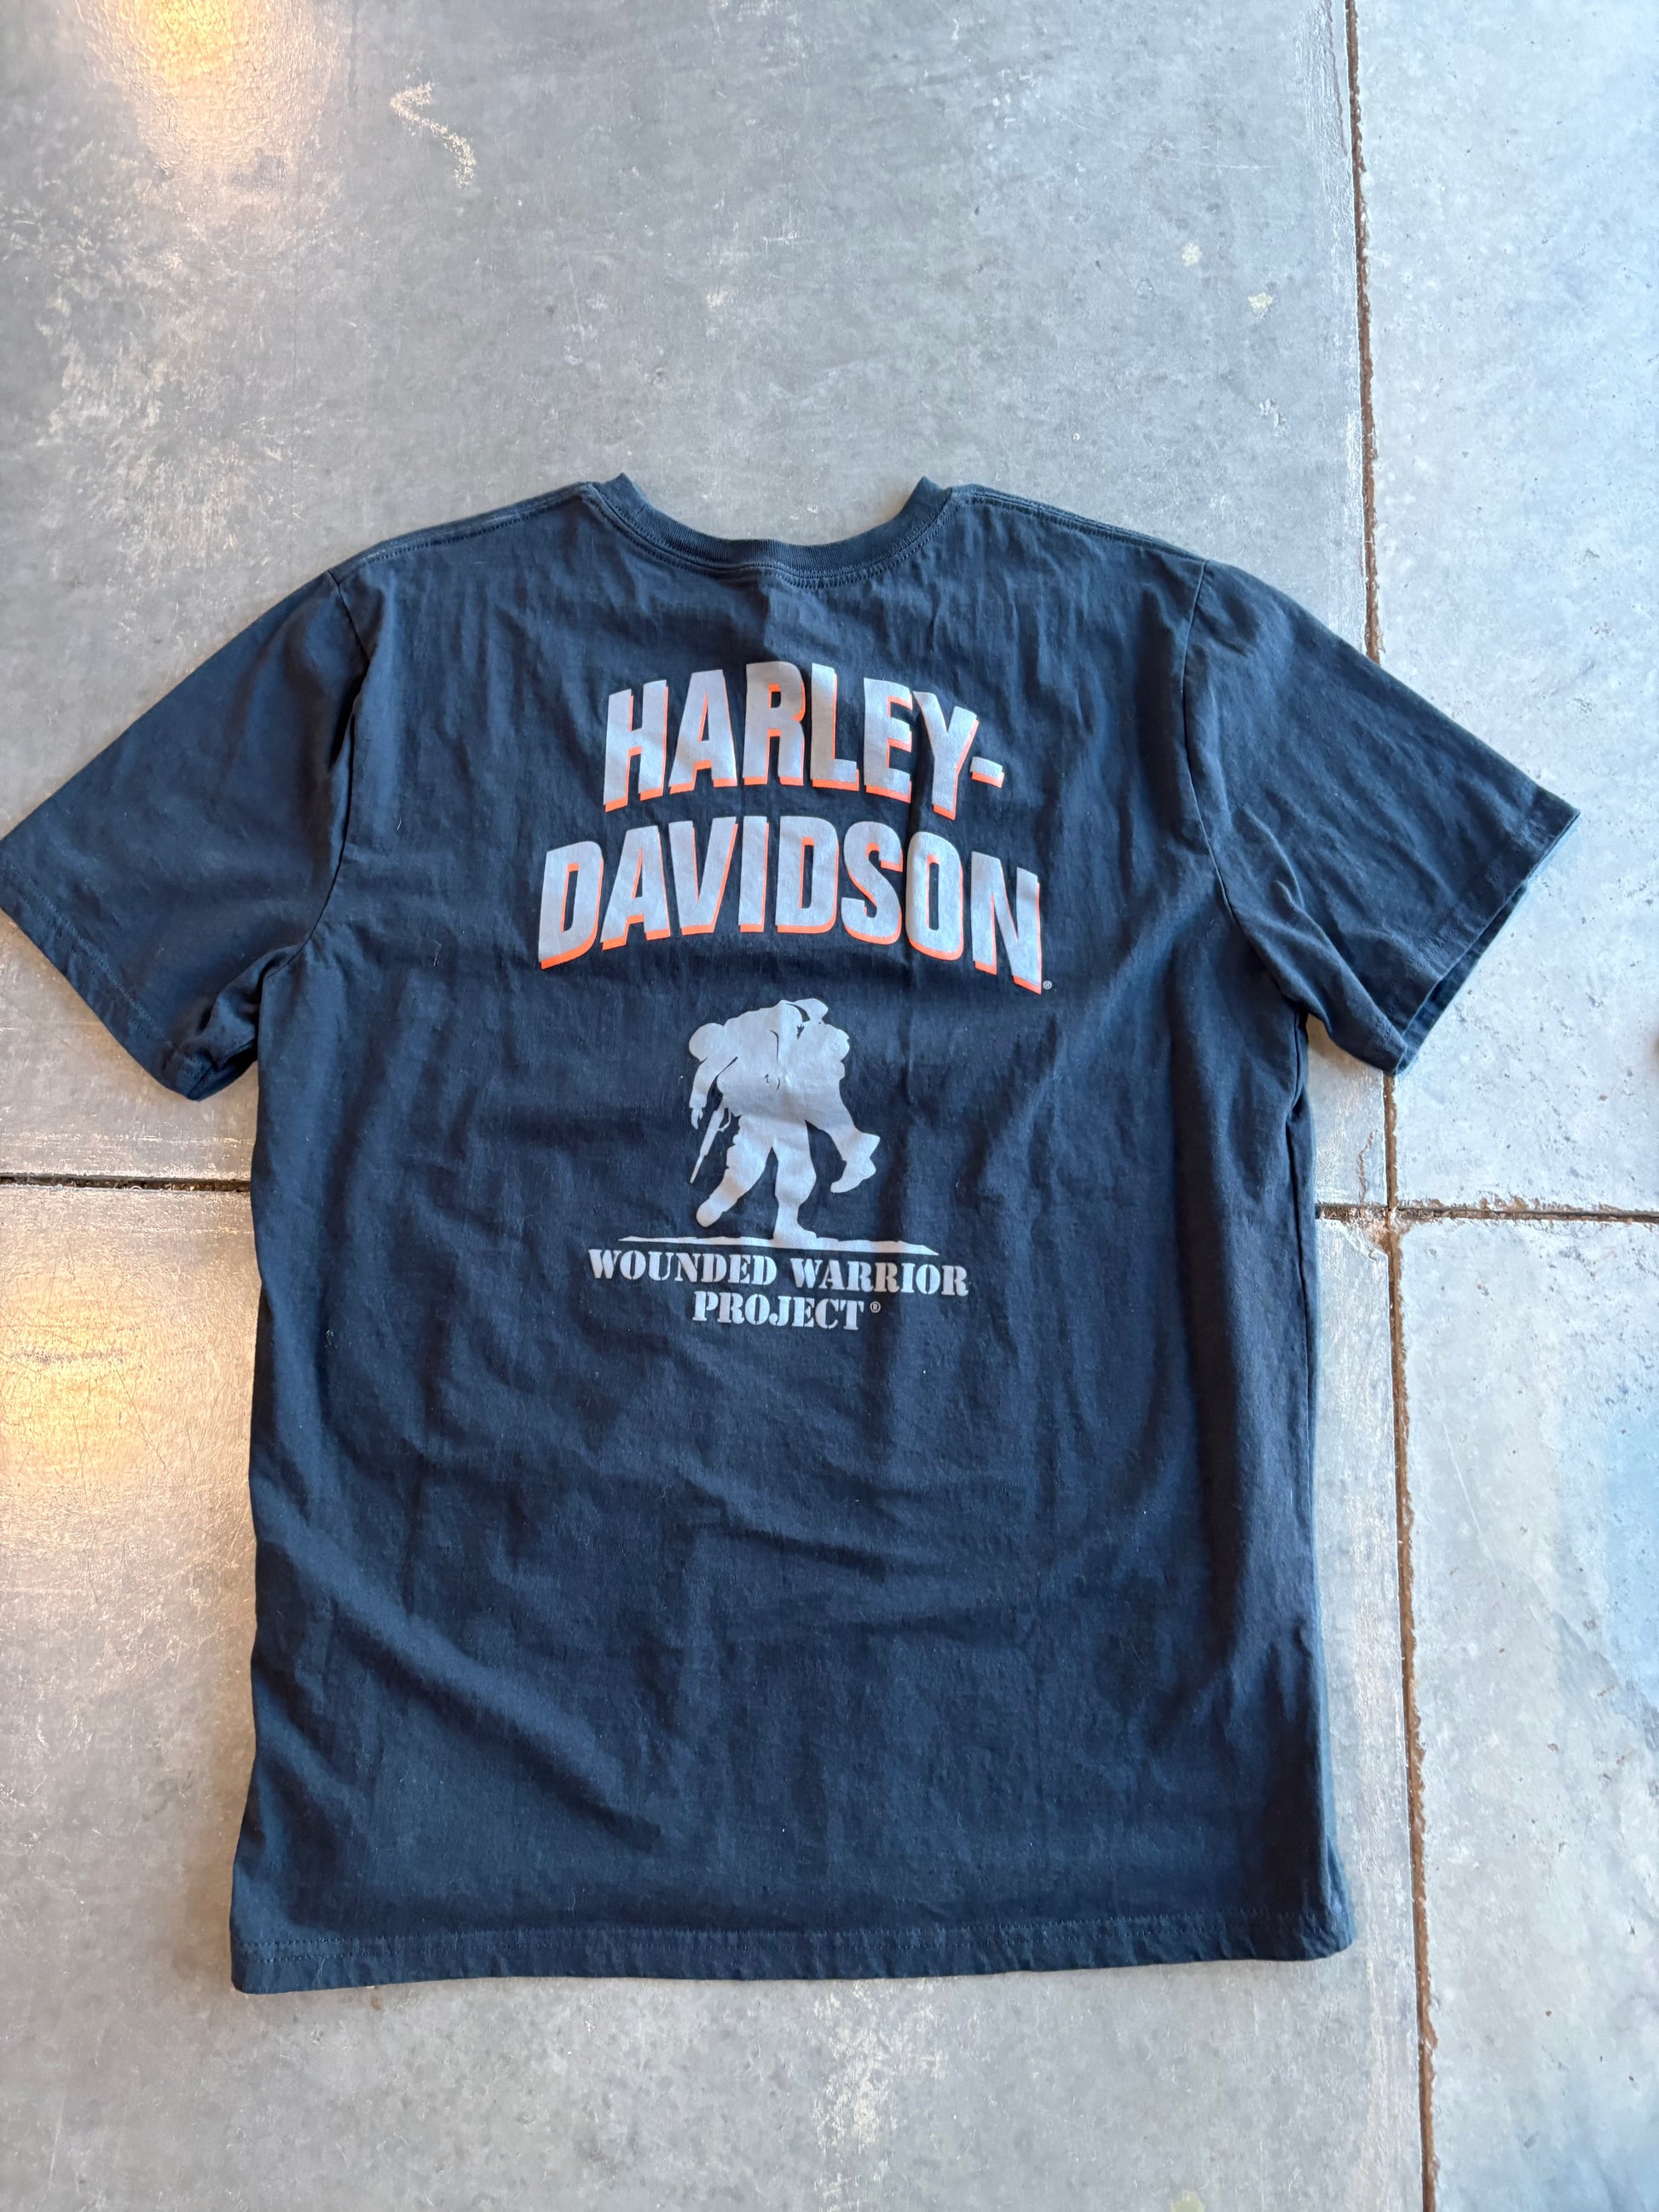 HARLEY-
DAVIDSON®
WOUNDED WARRIOR
PROJECT®